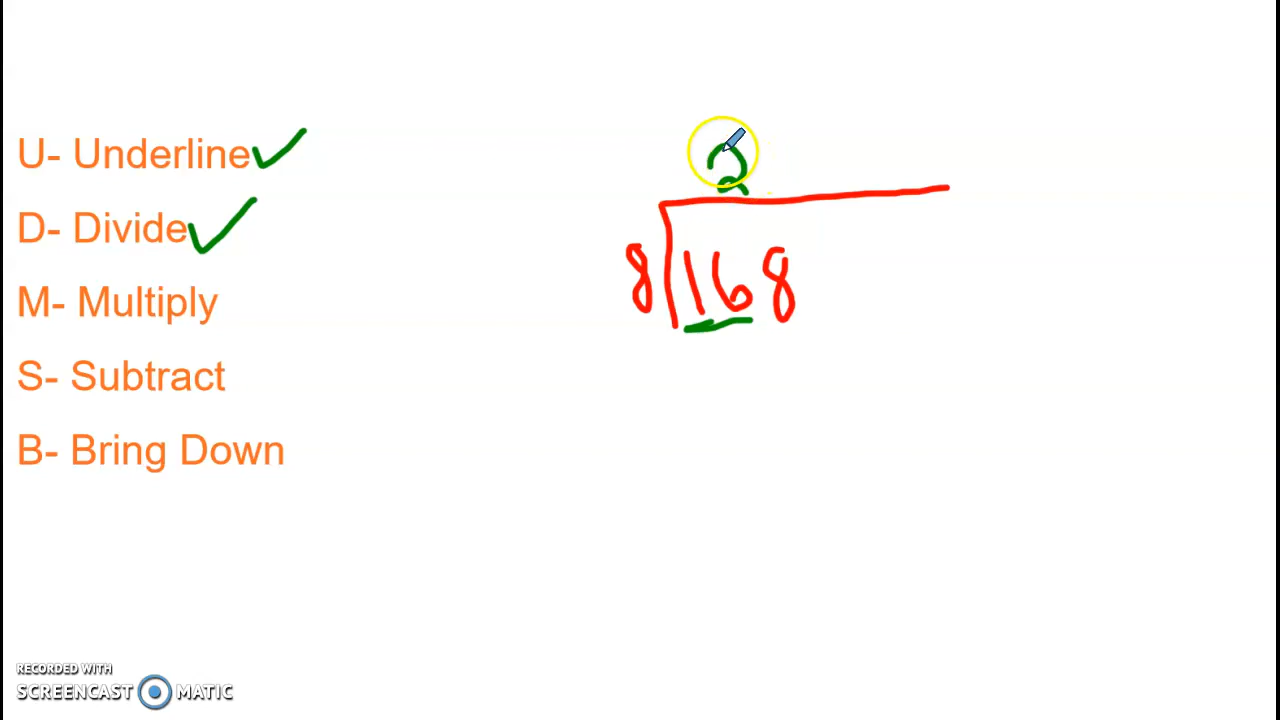 U- Underline
D- Divide
M- Multiply
S- Subtract
B- Bring Down
2
8 168
RECORDED WITH
SCREENCAST MATIC